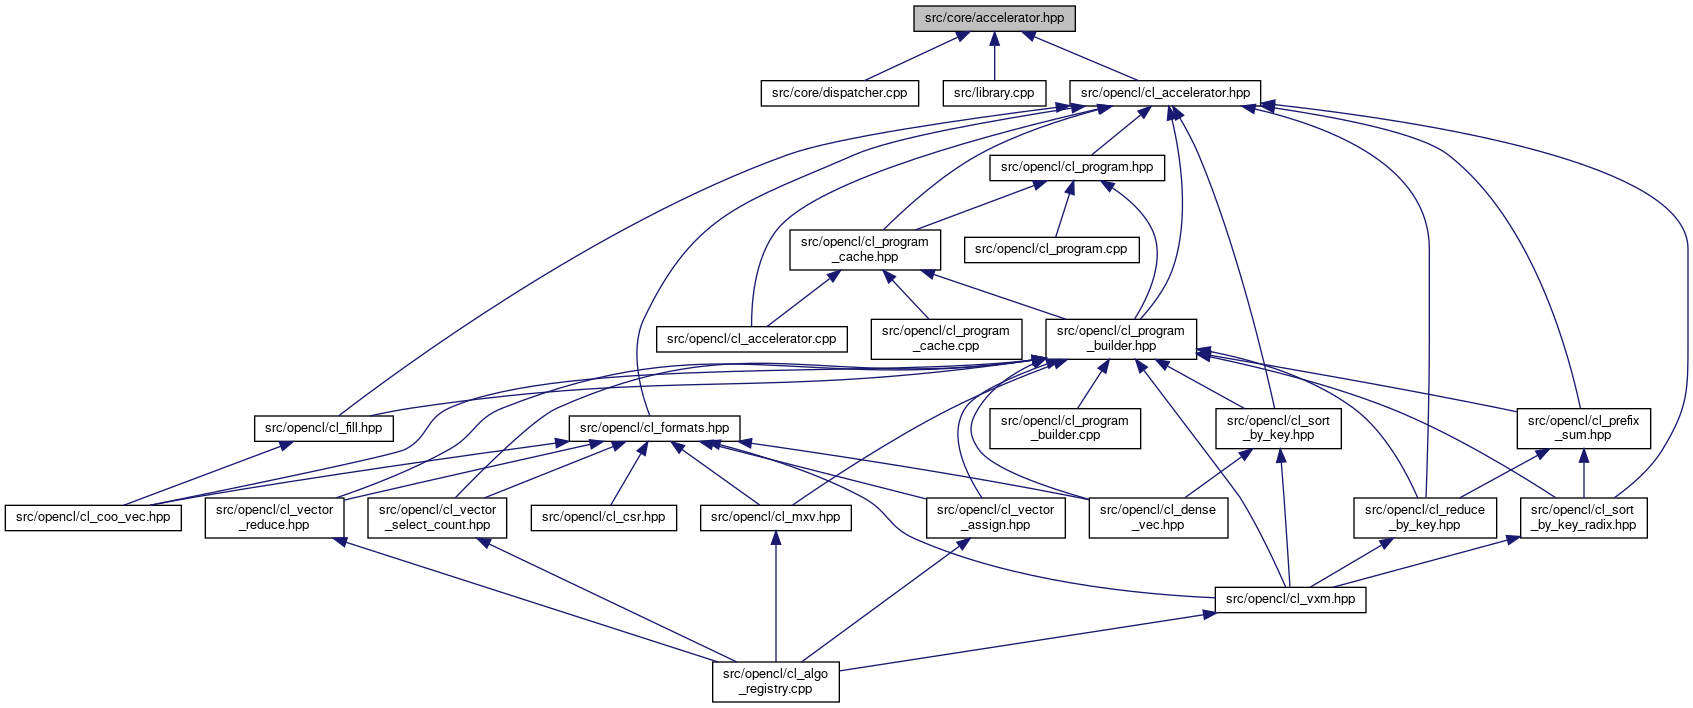 src/core/accelerator.hpp
src/core/dispatcher.cpp
src/library.cpp
src/opencl/cl_accelerator.hpp
src/opencl/cl_program.hpp
src/opencl/cl_program
_cache.hpp
src/opencl/cl_program.cpp
src/opencl/cl_accelerator.cpp
src/opencl/cl_program
_cache.cpp
src/opencl/cl_program
_builder.hpp
src/opencl/cl_fill.hpp
src/opencl/cl_formats.hpp
src/opencl/cl_program
_builder.cpp
src/opencl/cl_sort
_by_key.hpp
src/opencl/cl_prefix
_sum.hpp
src/opencl/cl_coo_vec.hpp
src/opencl/cl_vector
_reduce.hpp
src/opencl/cl_vector
_select_count.hpp
src/opencl/cl_csr.hpp
src/opencl/cl_mxv.hpp
src/opencl/cl_vector
_assign.hpp
src/opencl/cl_dense
_vec.hpp
src/opencl/cl_reduce
_by_key.hpp
src/opencl/cl_sort
_by_key_radix.hpp
src/opencl/cl_vxm.hpp
src/opencl/cl_algo
_registry.cpp